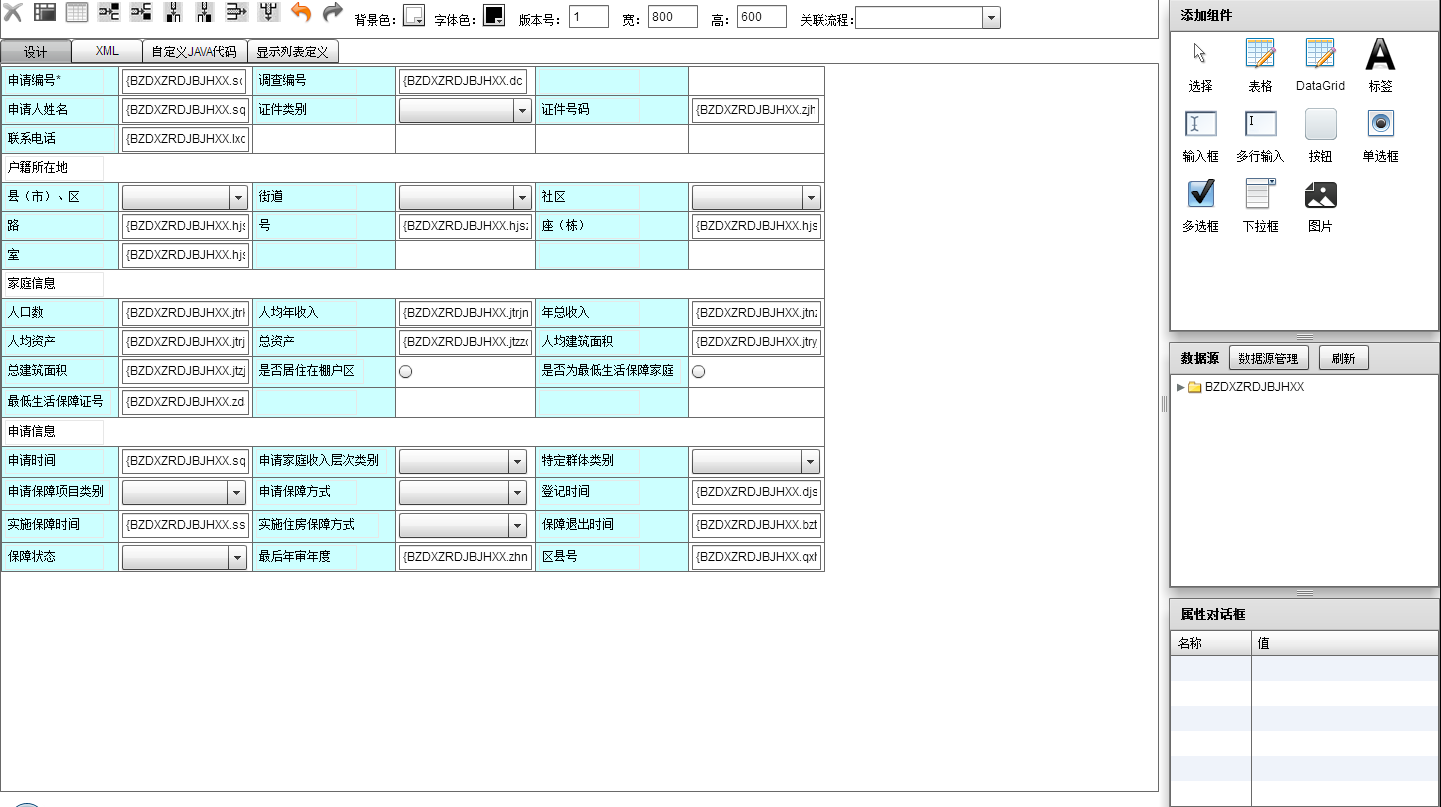 背景色： 字体色： 版本号： 1 宽： 800 高： 600 关联流程：
设计 XML 自定义JAVA代码 显示列表定义
申请编号* {BZDXZRDJBJHXX.s 调查编号 {BZDXZRDJBJHXX.dc
申请人姓名 {BZDXZRDJBJHXX.sq 证件类别 证件号码 {BZDXZRDJBJHXX.zjh
联系电话 {BZDXZRDJBJHXX.lxd
户籍所在地
县（市）、区 街道 社区
路 {BZDXZRDJBJHXX.hjs 号 {BZDXZRDJBJHXX.hjsz 座（栋） {BZDXZRDJBJHXX.hjs
室 {BZDXZRDJBJHXX.hjs
家庭信息
人口数 {BZDXZRDJBJHXX.jtr 人均年收入 {BZDXZRDJBJHXX.jtrjn 年总收入 {BZDXZRDJBJHXX.jtnz
人均资产 {BZDXZRDJBJHXX.jtrj 总资产 {BZDXZRDJBJHXX.jtzz 人均建筑面积 {BZDXZRDJBJHXX.jtry
总建筑面积 {BZDXZRDJBJHXX.jtzj 是否居住在棚户区 是否为最低生活保障家庭
最低生活保障证号 {BZDXZRDJBJHXX.zd
申请信息
申请时间 {BZDXZRDJBJHXX.sq 申请家庭收入层次类别 特定群体类别
申请保障项目类别 申请保障方式 登记时间 {BZDXZRDJBJHXX.djs
实施保障时间 {BZDXZRDJBJHXX.ss 实施住房保障方式 保障退出时间 {BZDXZRDJBJHXX.bzt
保障状态 最后年审年度 {BZDXZRDJBJHXX.zhn 区县号 {BZDXZRDJBJHXX.qxh
添加组件
选择 表格 DataGrid 标签
输入框 多行输入 按钮 单选框
多选框 下拉框 图片
数据源 数据源管理 刷新
BZDXZRDJBJHXX
属性对话框
名称 值